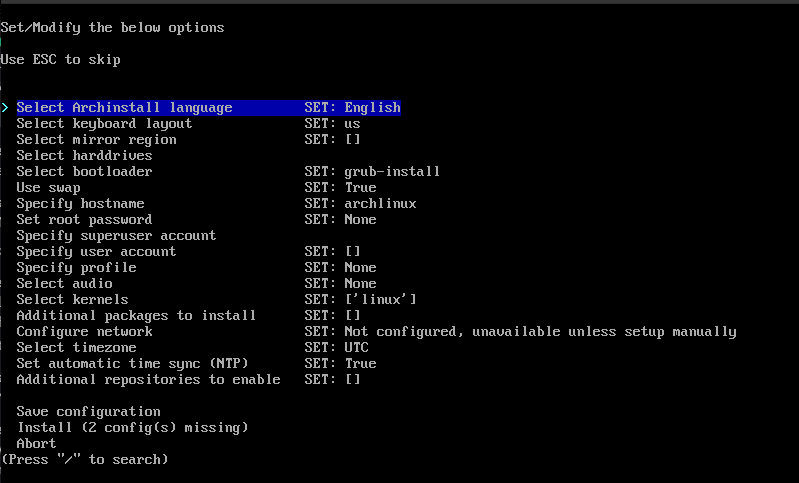 Set/Modify the below options
Use ESC to skip
> Select Archinstall language SET: English
Select keyboard layout SET: us
Select mirror region SET: []
Select harddrives
Select bootloader SET: grub-install
Use swap SET: True
Specify hostname SET: archlinux
Set root password SET: None
Specify superuser account
Specify user account SET: []
Specify profile SET: None
Select audio SET: None
Select kernels SET: ['linux']
Additional packages to install SET: []
Configure network SET: Not configured, unavailable unless setup manually
Select timezone SET: UTC
Set automatic time sync (NTP) SET: True
Additional repositories to enable SET: []
Save configuration
Install (2 config(s) missing)
Abort
(Press "/" to search)